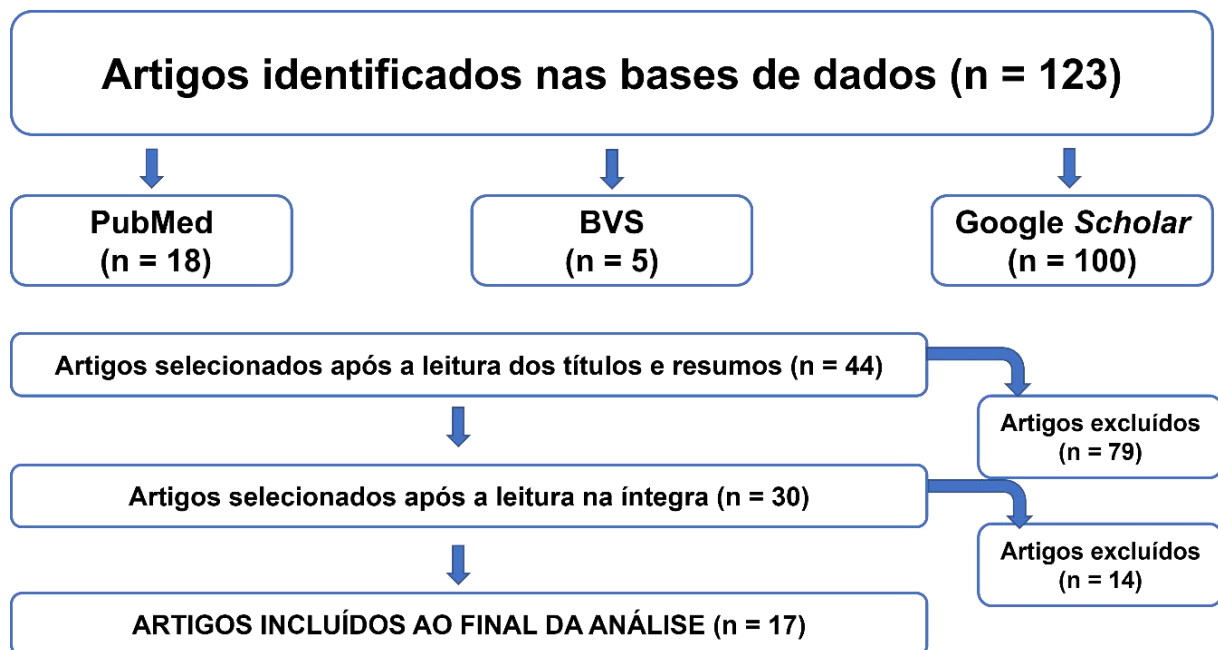 Artigos identificados nas bases de dados (n = 123)
PubMed
(n = 18)
BVS
(n = 5)
Google Scholar
(n = 100)
Artigos selecionados após a leitura dos títulos e resumos (n = 44)
Artigos excluídos
(n = 79)
Artigos selecionados após a leitura na íntegra (n = 30)
Artigos excluídos
(n = 14)
ARTIGOS INCLUÍDOS AO FINAL DA ANÁLISE (n = 17)